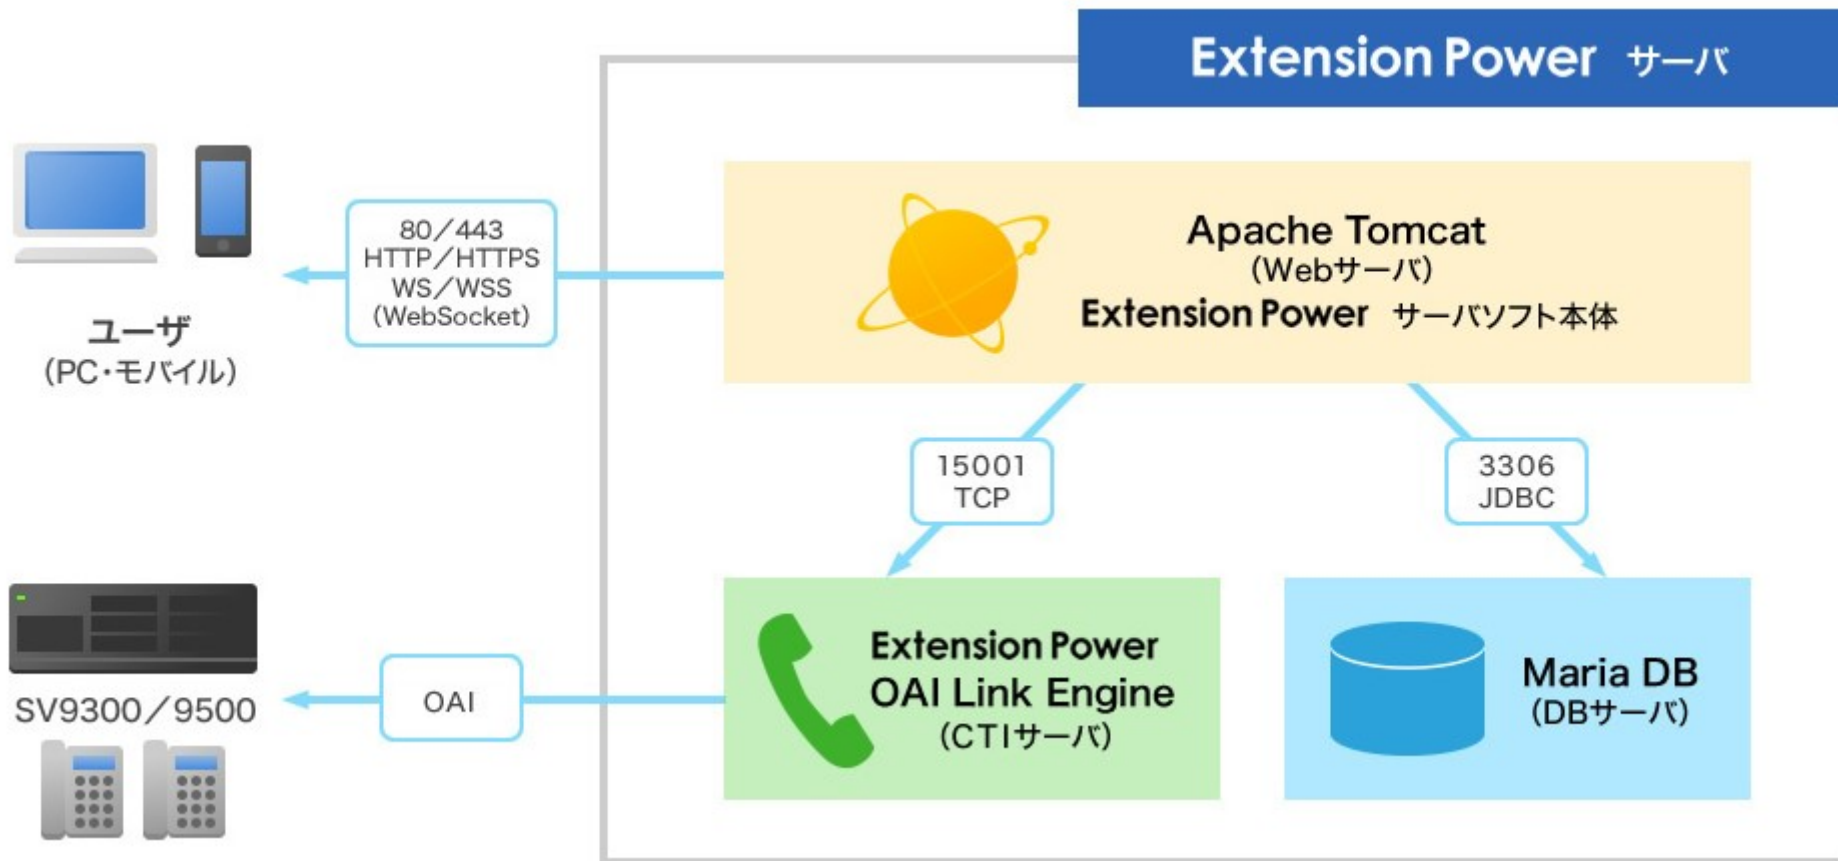 Extension Power サーバ
80／443
HTTP／HTTPS
WS／WSS
(WebSocket)
ユーザ
(PC・モバイル)
Apache Tomcat
(Webサーバ)
Extension Power サーバソフト本体
15001
TCP
3306
JDBC
SV9300／9500
OAI
Extension Power
OAI Link Engine
(CTIサーバ)
Maria DB
(DBサーバ)